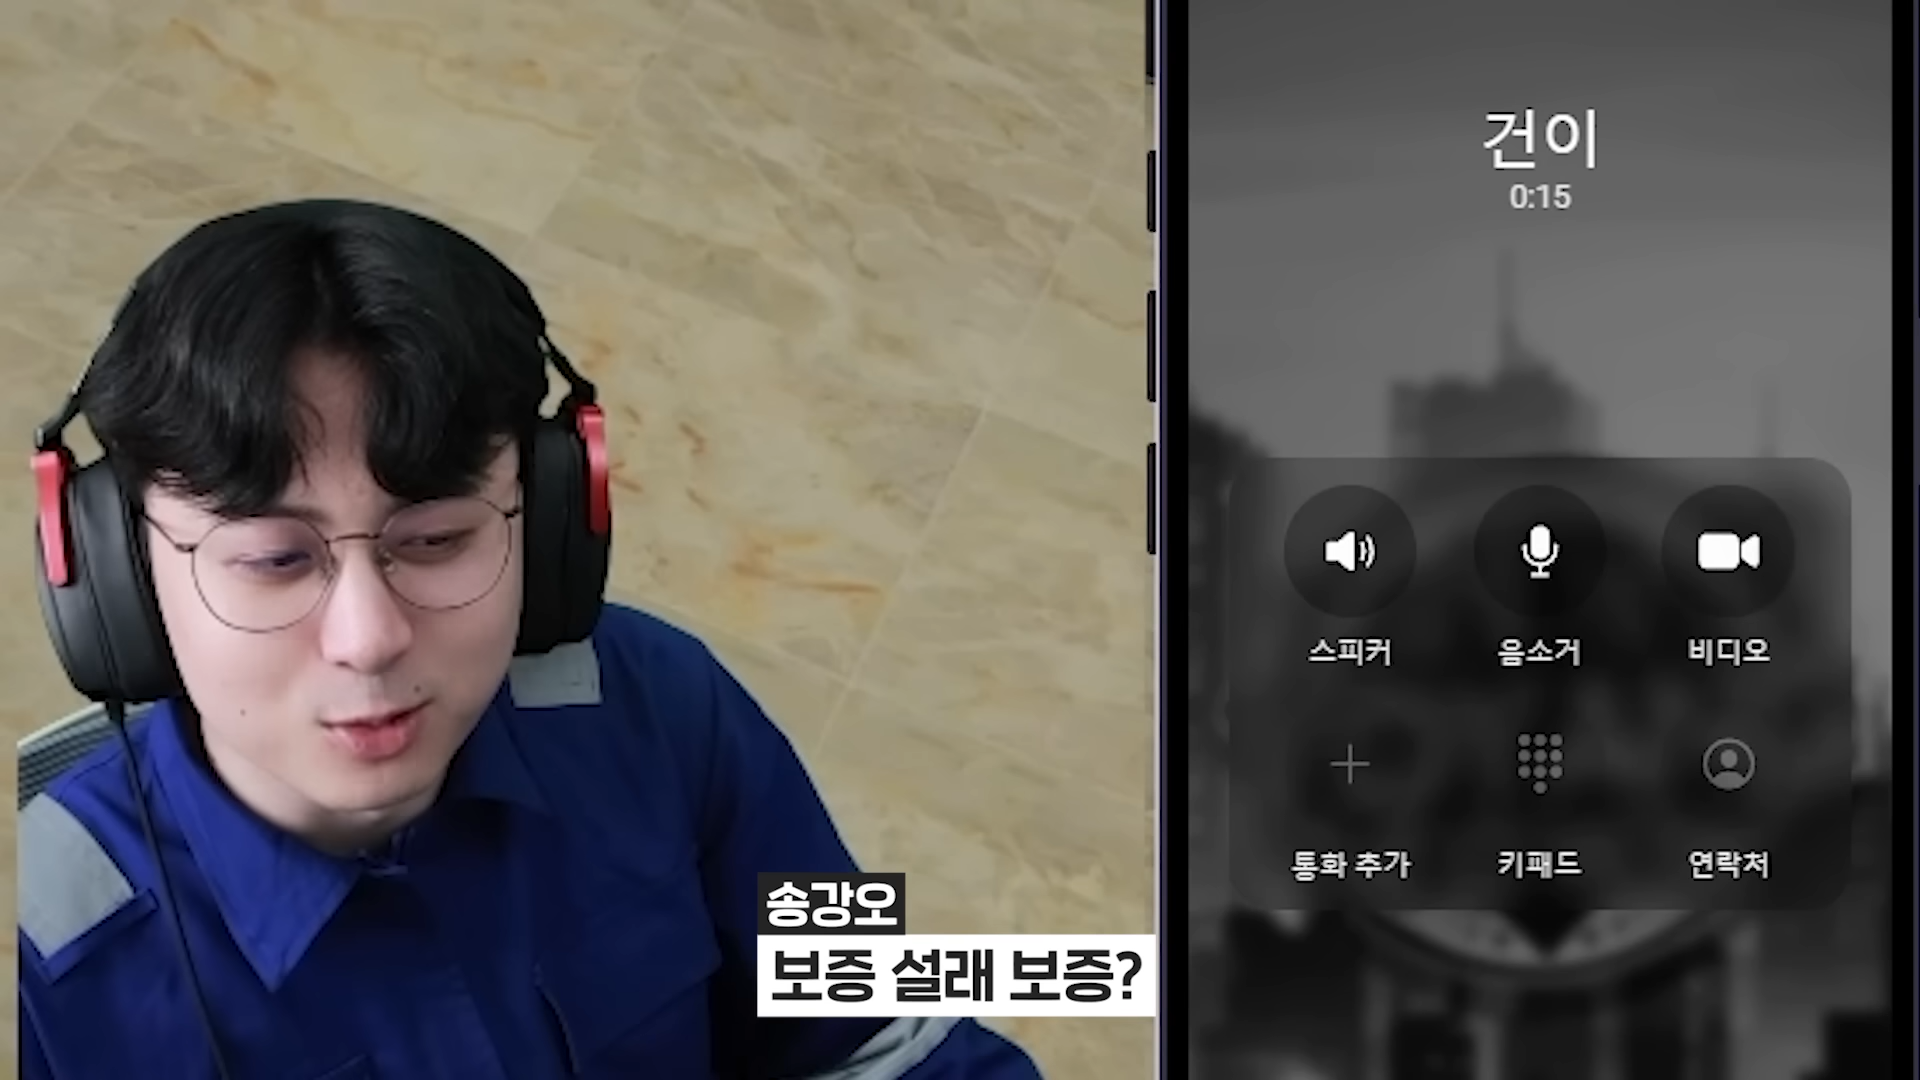 건이
0:15
스피커
음소거
비디오
통화 추가
키패드
연락처
송강오
보증 설래 보증?